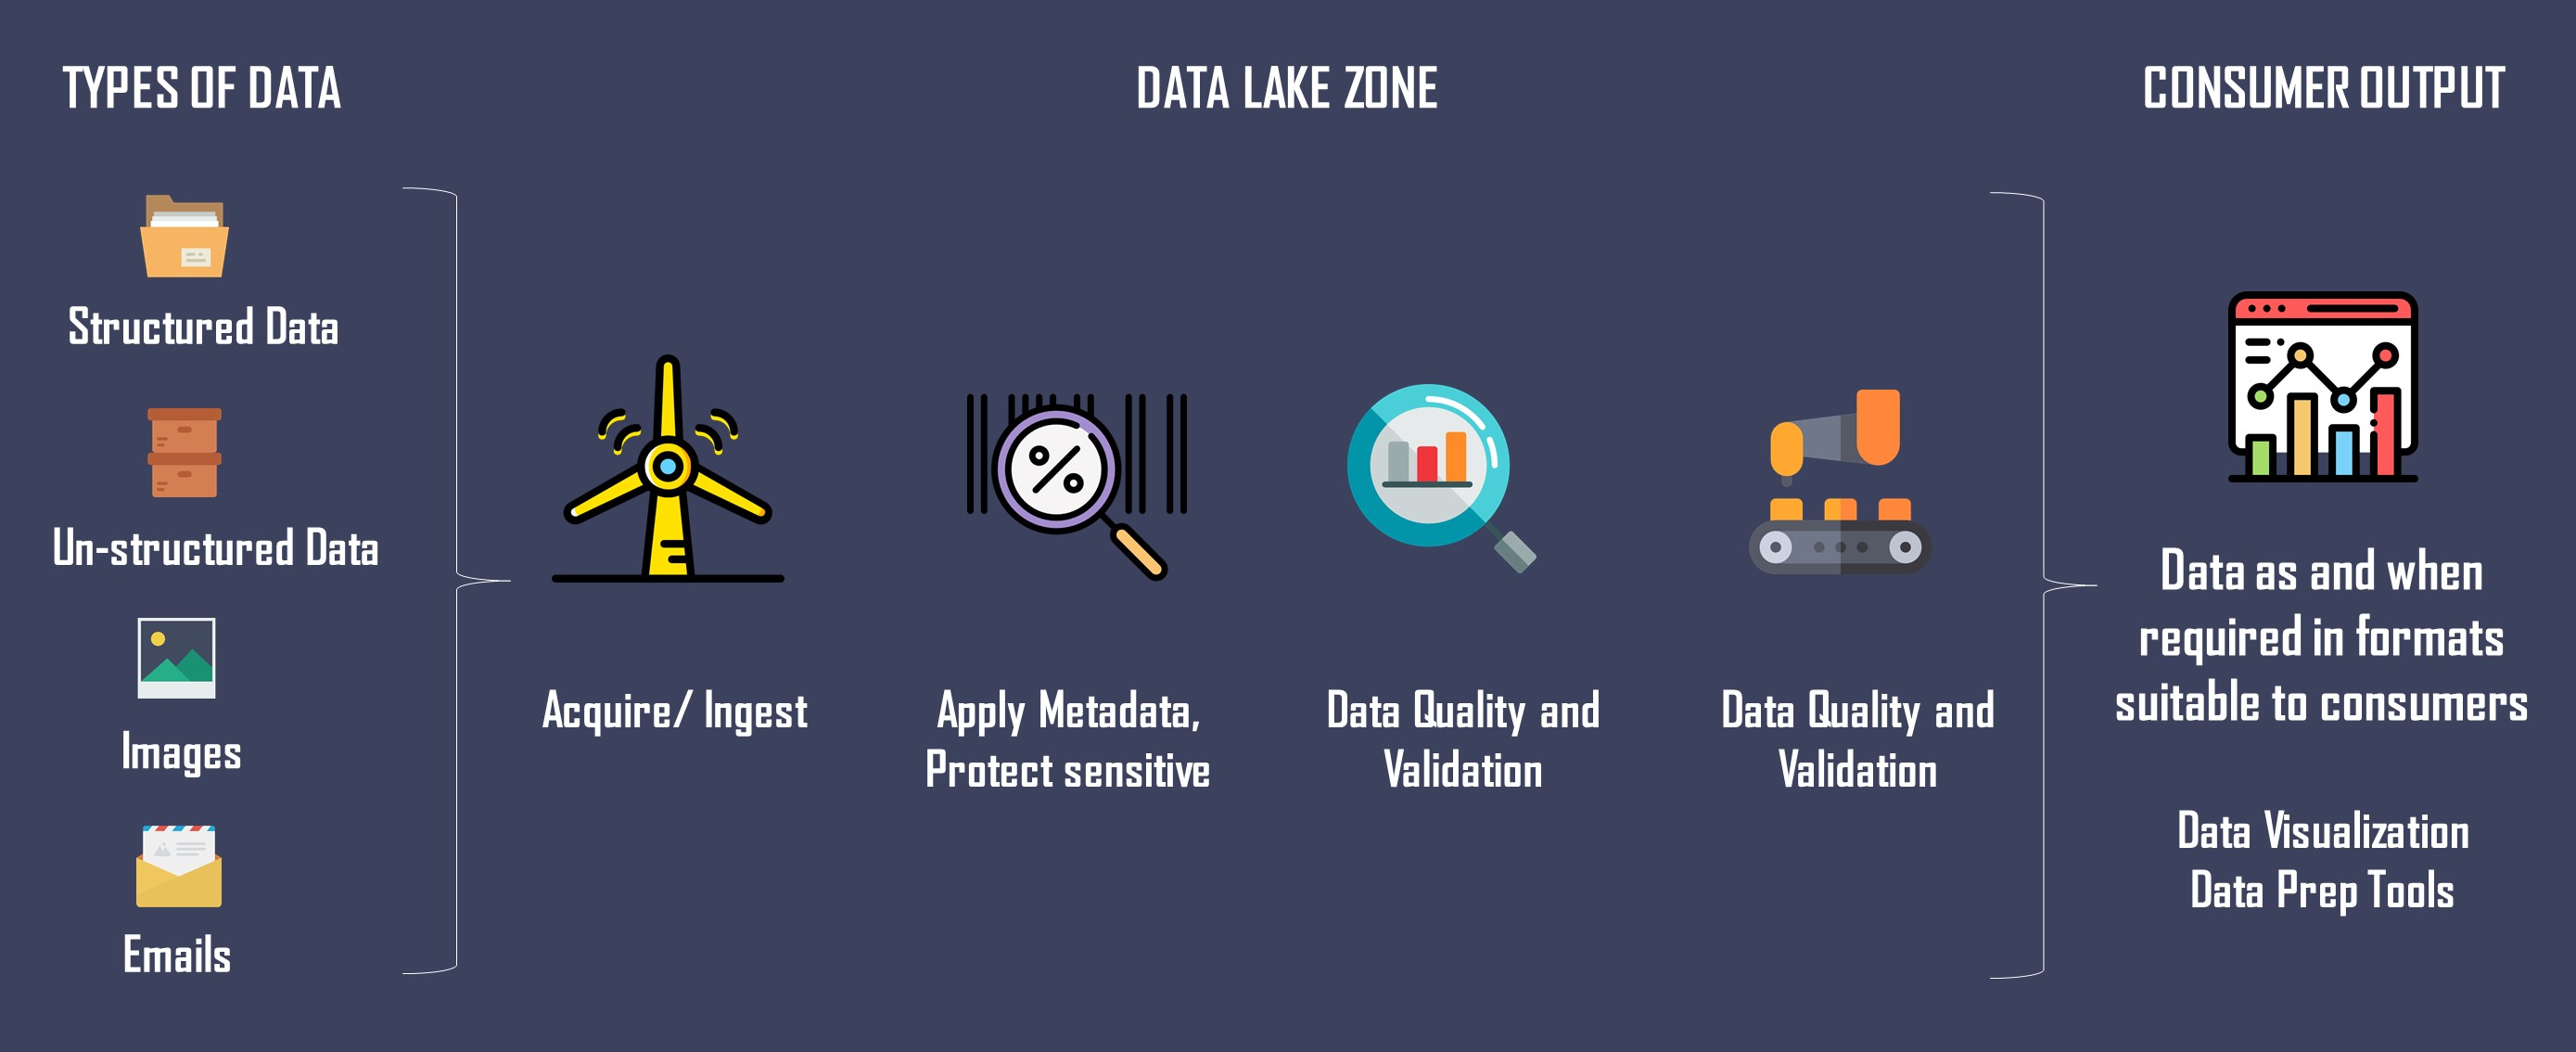 TYPES OF DATA
DATA LAKE ZONE
CONSUMER OUTPUT
Structured Data
Un-structured Data
Images
Emails
Acquire/ Ingest
Apply Metadata,
Protect sensitive
Data Quality and
Validation
Data Quality and
Validation
Data as and when
required in formats
suitable to consumers
Data Visualization
Data Prep Tools